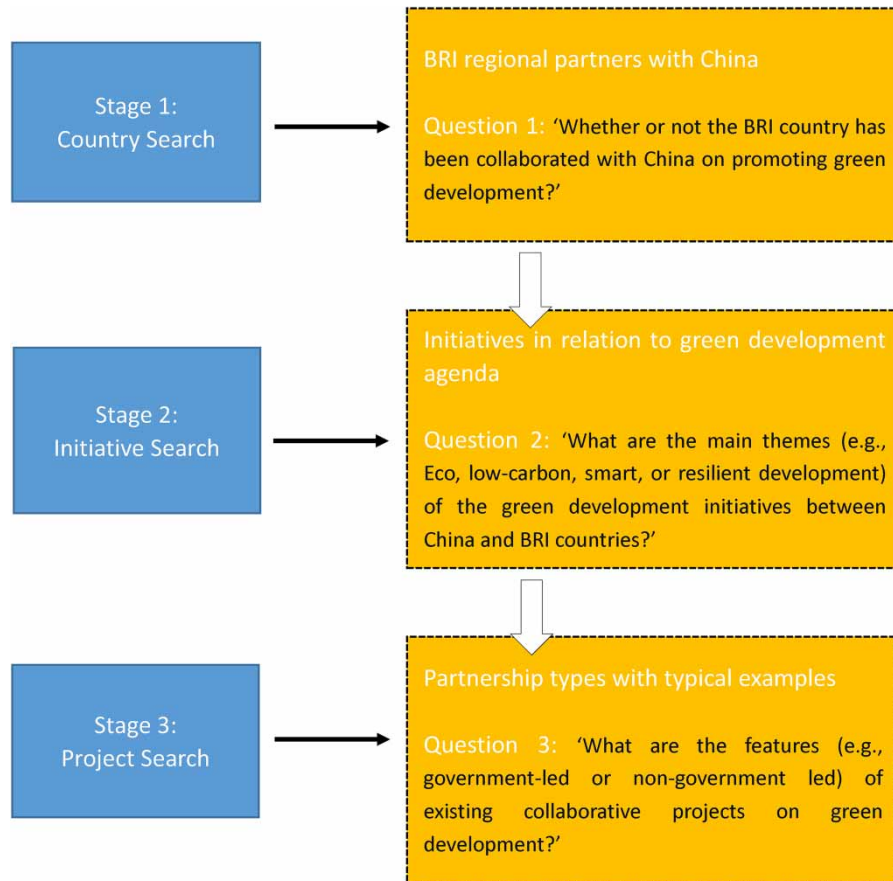 Stage 1:
Country Search
BRI regional partners with China
Question 1: ‘Whether or not the BRI country has
been collaborated with China on promoting green
development?’
Stage 2:
Initiative Search
Initiatives in relation to green development
agenda
Question 2: ‘What are the main themes (e.g.,
Eco, low-carbon, smart, or resilient development)
of the green development initiatives between
China and BRI countries?’
Stage 3:
Project Search
Partnership types with typical examples
Question 3: ‘What are the features (e.g.,
government-led or non-government led) of
existing collaborative projects on green
development?’